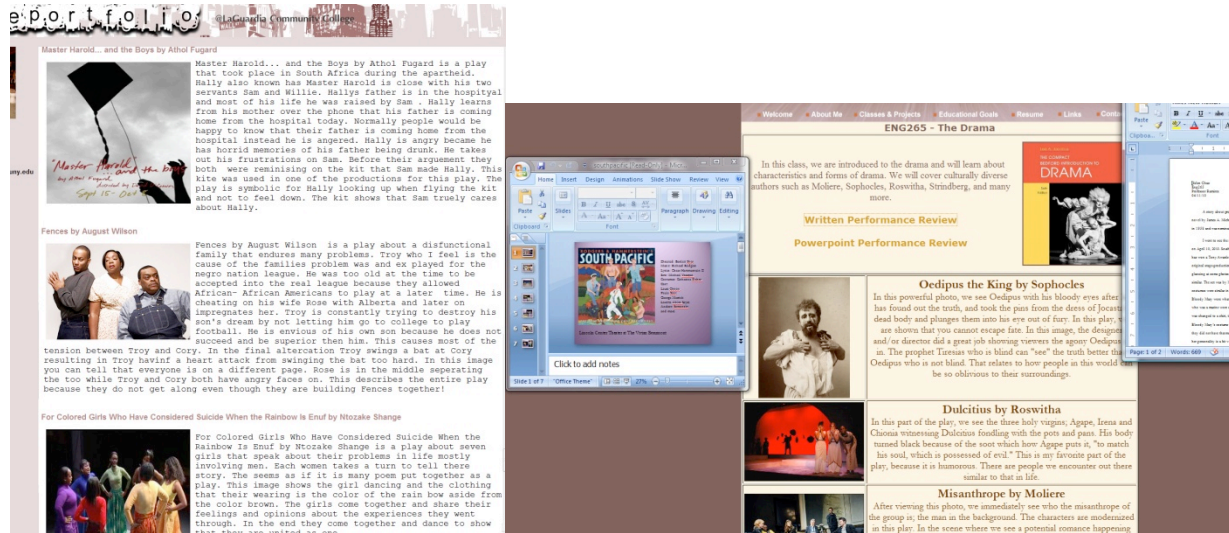 eportfolio @LaGuardia Community College
Master Harold... and the Boys by Athol Fugard
Master Harold... and the Boys by Athol Fugard is a play
that took place in South Africa during the apartheid.
Hally also known has Master Harold is close with his two
servants Sam and Willie. Hallys father is in the hospityal
and most of his life he was raised by Sam . Hally learns
from his mother over the phone that his father is coming
home from the hospital today. Normally people would be
happy to know that their father is coming home from the
hospital instead he is angered. Hally is angry became he
has horrid memories of his father being drunk. He takes
out his frustrations on Sam. Before their arguement they
both were reminising on the kit that Sam made Hally. This
kite was used in one of the productions for this play. The
play is symbolic for Hally looking up when flying the kit
and not to feel down. The kit shows that Sam truely cares
about Hally.
"Master Harold and the boys
by Athol Fugard
Sept 15 - Oct
ny.edu
Fences by August Wilson
Fences by August Wilson is a play about a disfunctional
family that endures many problems. Troy who I feel is the
cause of the families problem was and ex played for the
negro nation league. He was too old at the time to be
accepted into the real league because they allowed
African- African Americans to play at a later time. He is
cheating on his wife Rose with Alberta and later on
impregnates her. Troy is constantly trying to destroy his
son's dream by not letting him go to college to play
football. He is envious of his own son because he does not
succeed and be superior then him. This causes most of the
tension between Troy and Cory. In the final altercation Troy swings a bat at Cory
resulting in Troy havinf a heart attack from swinging the bat too hard. In this image
you can tell that everyone is on a different page. Rose is in the middle seperating
the too while Troy and Cory both have angry faces on. This describes the entire play
because they do not get along even though they are building Fences together!
For Colored Girls Who Have Considered Suicide When the Rainbow Is Enuf by Ntozake Shange
For Colored Girls Who Have Considered Suicide When the
Rainbow Is Enuf by Ntozake Shange is a play about seven
girls that speak about their problems in life mostly
involving men. Each women takes a turn to tell there
story. The seems as if it is many poem put together as a
play. This image shows the girl dancing and the clothing
that their wearing is the color of the rain bow aside from
the color brown. The girls come together and share their
feelings and opinions about the experiences they went
through. In the end they come together and dance to show
that they are united as one.
Home Insert Design Animations Slide Show Review View
Paste Slides Paragraph Drawing Editing
Clipboard Font
SOUTH PACIFIC
Lincoln Center Theater
Click to add notes
Slide 1 of 7 "Office Theme" 27%
Welcome About Me Classes & Projects Educational Goals Resume Links
ENG265 - The Drama
In this class, we are introduced to the drama and will learn about
characteristics and forms of drama. We will cover culturally diverse
authors such as Moliere, Sophocles, Roswitha, Strindberg, and many
more.
Written Performance Review
Powerpoint Performance Review
THE COMPACT
BEDFORD INTRODUCTION TO
DRAMA
Oedipus the King by Sophocles
In this powerful photo, we see Oedipus with his bloody eyes after
has found out the truth, and took the pins from the dress of Jocasta
dead body and plunges them into his eye out of fury. In this play,
are shown that you cannot escape fate. In this image, the designer
and/or director did a great job showing viewers the agony Oedipus
in. The prophet Tiresas who is blind can "see" the truth better
Oedipus who is not blind. That relates to how people in this world can
be so oblivious to their surroundings.
Dulcitius by Roswitha
In this part of the play, we see the three holy virgins; Agape, Irena and
Chionia witnessing Dulcitius fondling with the pots and pans. His body
turned black because of the soot which how Agape puts it, "to match
his soul, which is possessed of evil." This is my favorite part of the
play, because it is humorous. There are people we encounter out there
similar to that in life.
Misanthrope by Moliere
After viewing this photo, we immediately see who the misanthrope of
the group is; the man in the background. The characters are modernized
in this play. In the scene where we see a potential romance happening
Paste
Page: 1 of 2 Words: 669